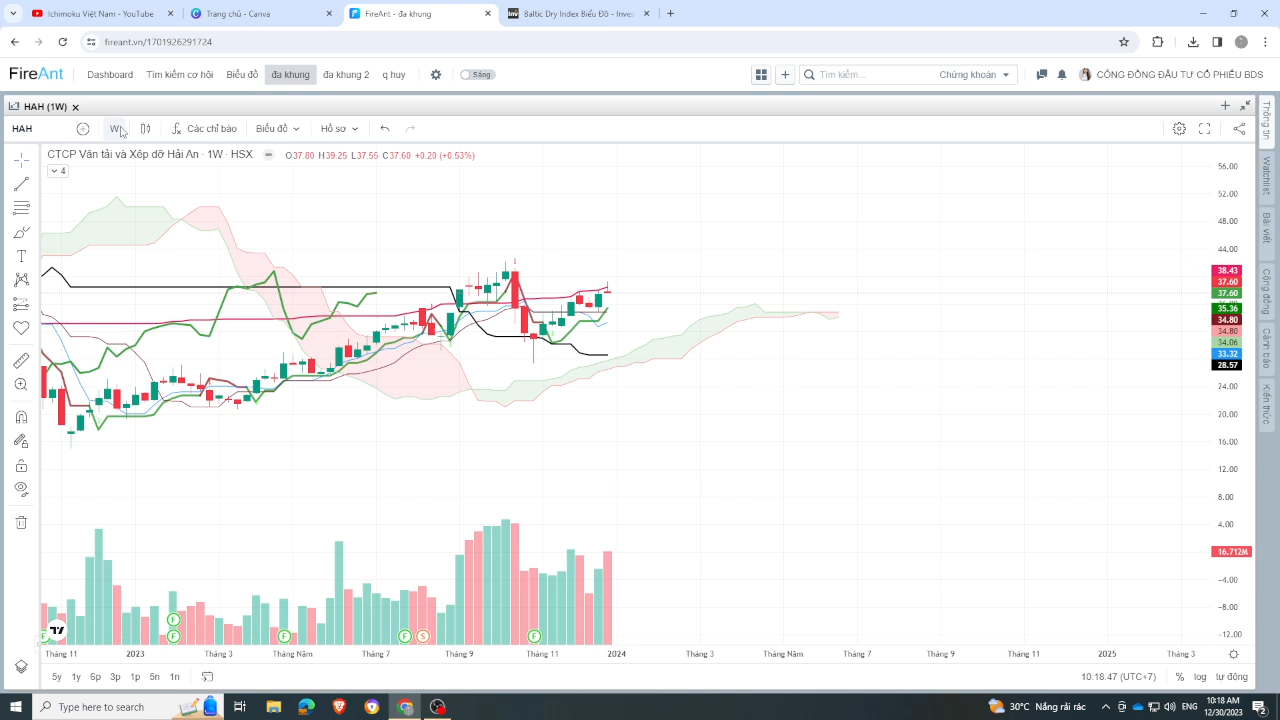 Ichimoku Việt Nam - YouTube
Trang chủ - Canva
FireAnt - đa khung
Baltic Dry Index Biểu Đồ - Inves
fireant.vn/1701926291724
FireAnt
Dashboard
Tìm kiếm cơ hội
Biểu đồ
đa khung
đa khung 2
q huy
Sáng
Tìm kiếm...
Chứng khoán
CỘNG ĐỒNG ĐẦU TƯ CỔ PHIẾU BDS
HAH (1W)
HAH
W
Các chỉ báo
Biểu đồ
Hồ sơ
CTCP Vận tải và Xếp dỡ Hải An · 1W · HSX
O37.80 H39.25 L37.55 C37.60 +0.20 (+0.53%)
4
56.00
52.00
48.00
44.00
38.43
37.60
37.60
35.36
34.80
34.80
34.06
33.32
28.57
24.00
20.00
16.00
12.00
8.00
4.00
16.712M
−4.00
−8.00
−12.00
F
F
F
F
F
S
F
Tháng 11
2023
Tháng 3
Tháng Năm
Tháng 7
Tháng 9
Tháng 11
2024
Tháng 3
Tháng Năm
Tháng 7
Tháng 9
Tháng 11
2025
Tháng 3
5y
1y
6p
3p
1p
5n
1n
10:18:47 (UTC+7)
%
log
tự động
Thông tin
Watchlist
Bài viết
Cộng đồng
Cảnh báo
Kiến thức
Type here to search
30°C Nắng rải rác
ENG
10:18 AM
12/30/2023
2